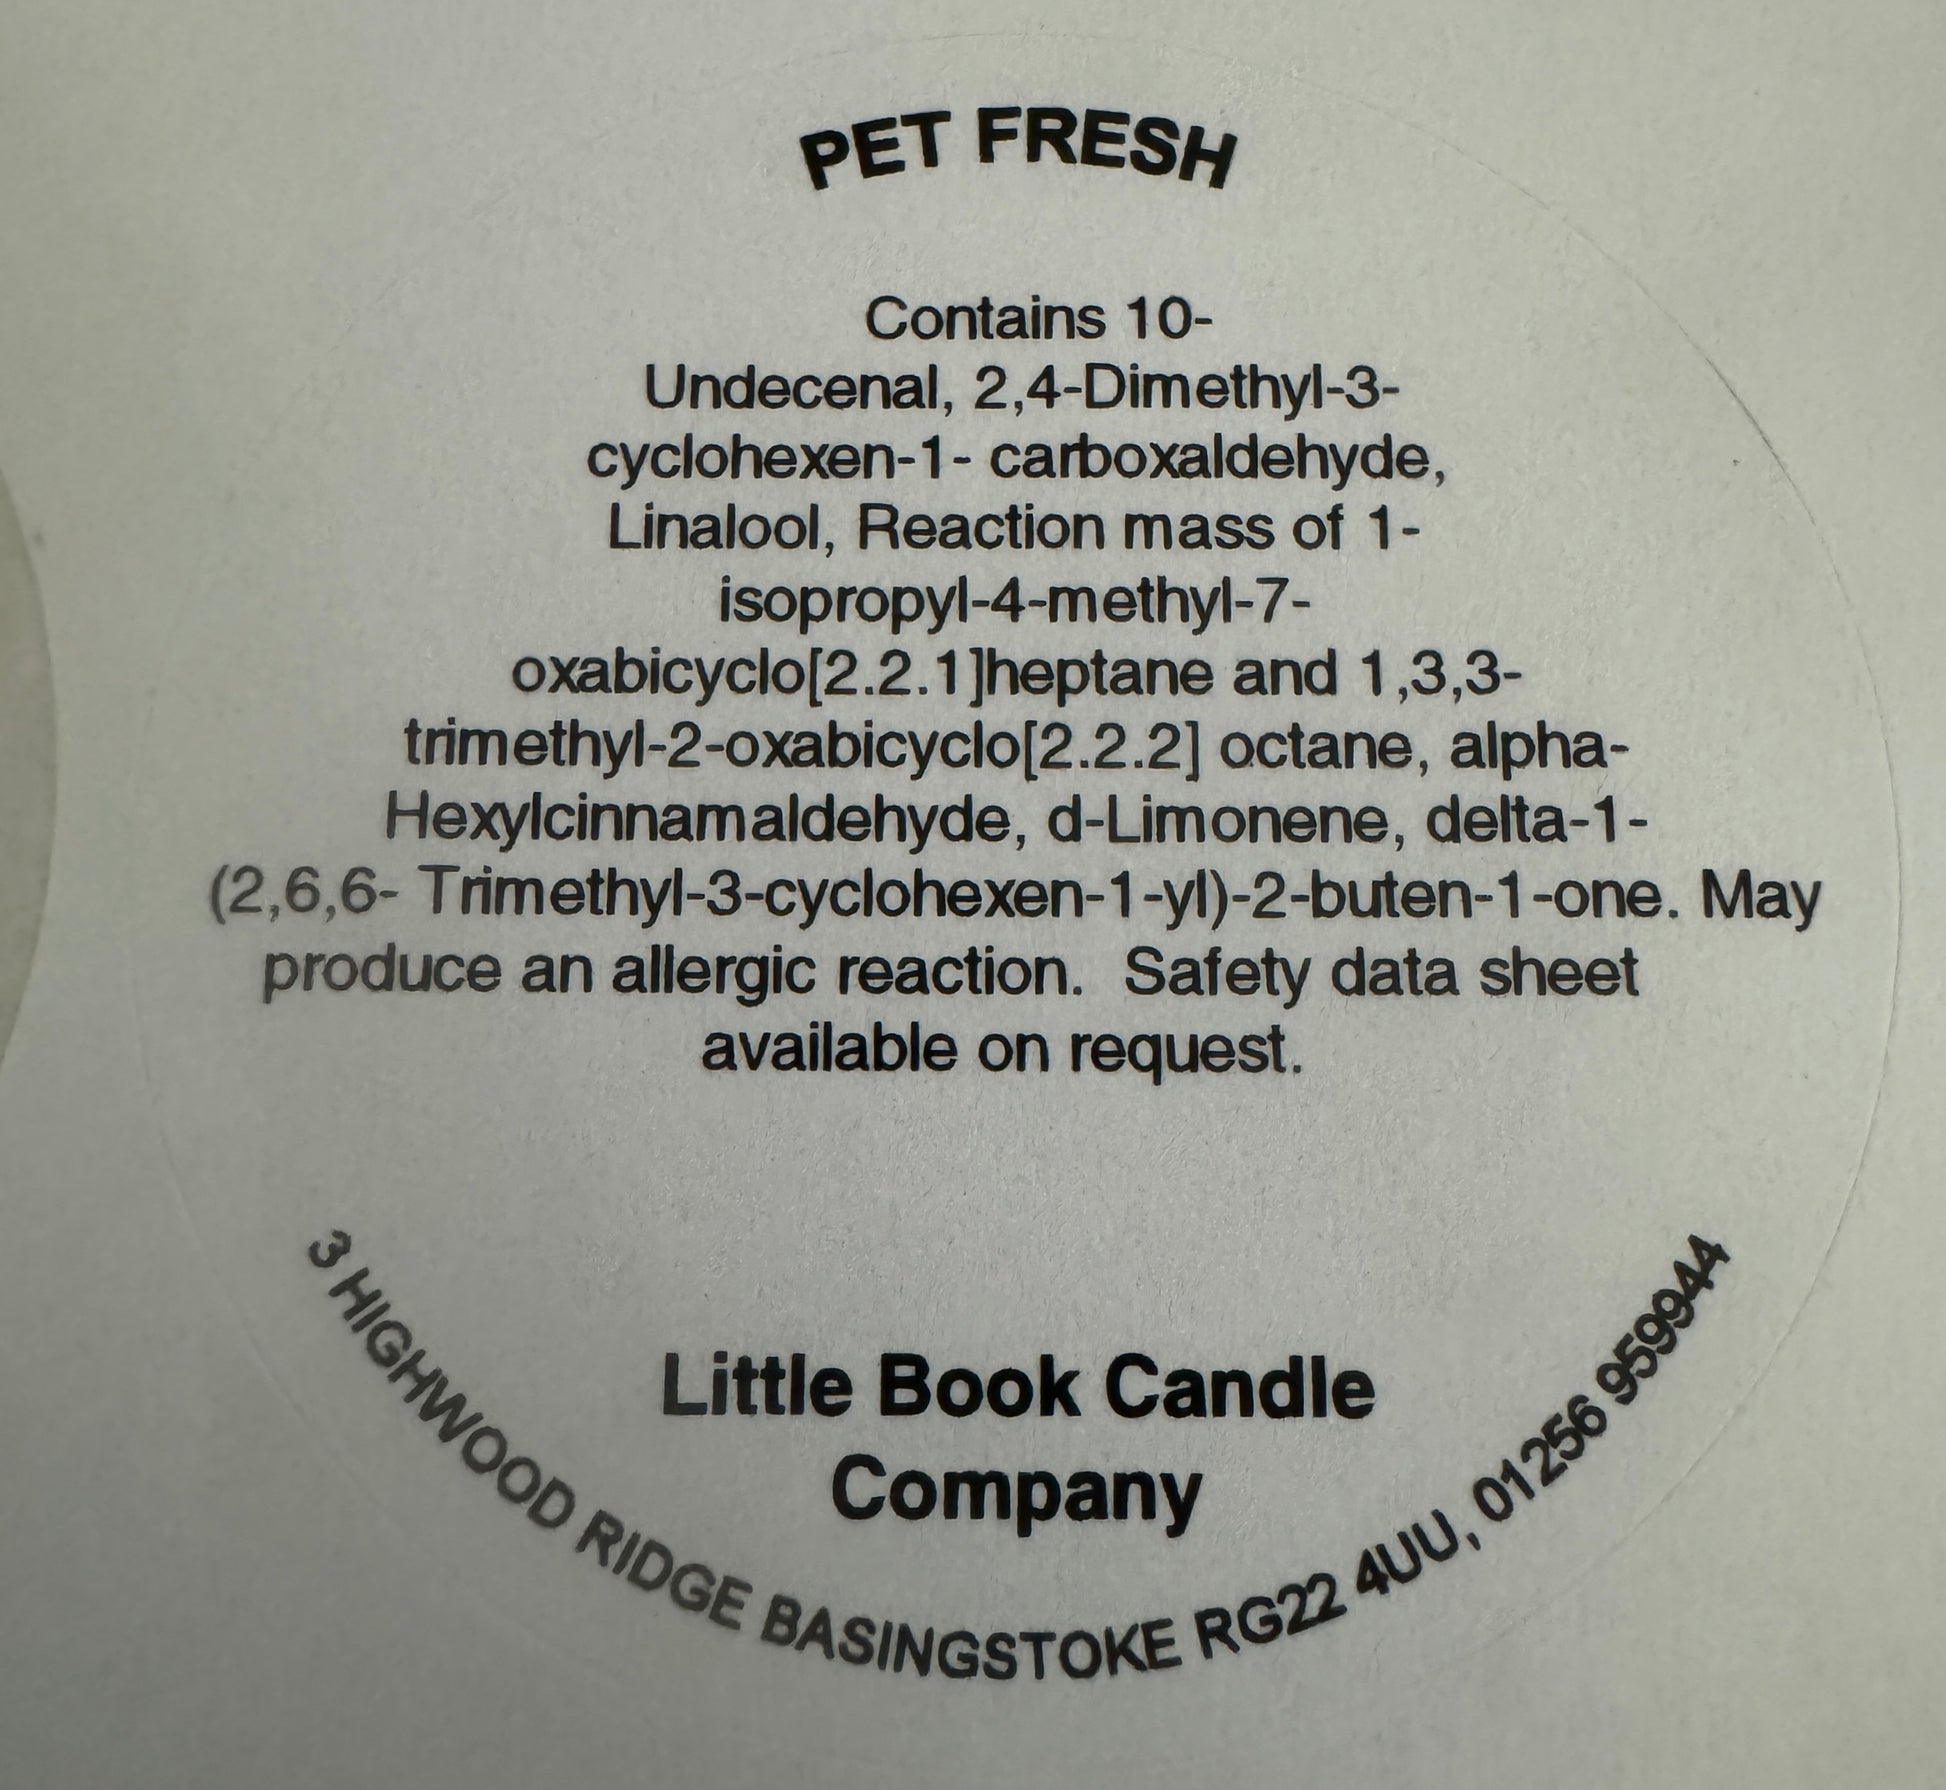 PET FRESH
Contains 10-
Undecenal, 2,4-Dimethyl-3-
cyclohexen-1- carboxaldehyde,
Linalool, Reaction mass of 1-
isopropyl-4-methyl-7-
oxabicyclo[2.2.1]heptane and 1,3,3-
trimethyl-2-oxabicyclo[2.2.2] octane, alpha-
Hexylcinnamaldehyde, d-Limonene, delta-1-
(2,6,6- Trimethyl-3-cyclohexen-1-yl)-2-buten-1-one. May
produce an allergic reaction.  Safety data sheet
available on request.
Little Book Candle
Company
3 HIGHWOOD RIDGE BASINGSTOKE RG22 4UU, 01256 959944